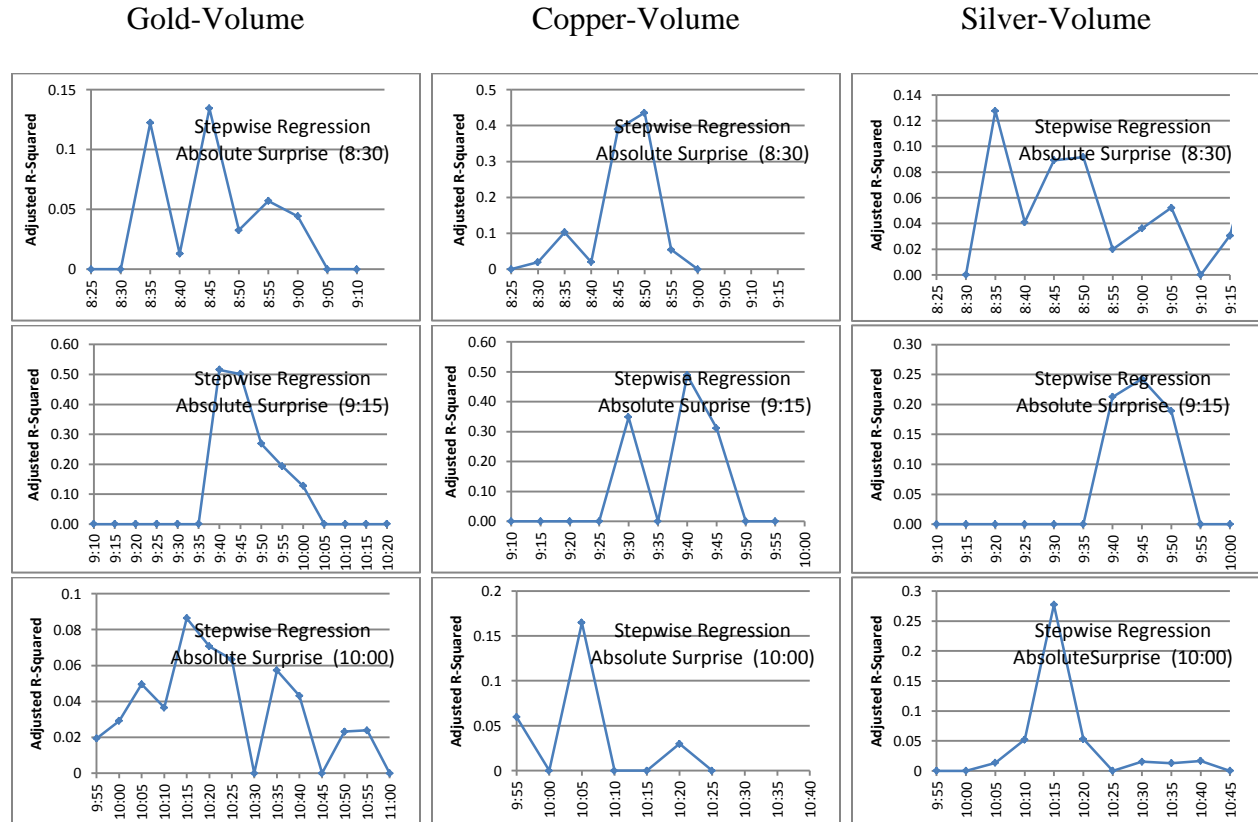 Gold-Volume Copper-Volume Silver-Volume
Adjusted R-Squared
0.15
0.1
0.05
0
Stepwise Regression
Absolute Surprise (8:30)
8:25 8:30 8:35 8:40 8:45 8:50 8:55 9:00 9:05 9:10
Adjusted R-Squared
0.5
0.4
0.3
0.2
0.1
0
Stepwise Regression
Absolute Surprise (8:30)
8:25 8:30 8:35 8:40 8:45 8:50 8:55 9:00 9:05 9:10 9:15
Adjusted R-Squared
0.14
0.12
0.10
0.08
0.06
0.04
0.02
0.00
Stepwise Regression
Absolute Surprise (8:30)
8:25 8:30 8:35 8:40 8:45 8:50 8:55 9:00 9:05 9:10 9:15
Adjusted R-Squared
0.60
0.50
0.40
0.30
0.20
0.10
0.00
Stepwise Regression
Absolute Surprise (9:15)
9:10 9:15 9:20 9:25 9:30 9:35 9:40 9:45 9:50 9:55 10:00 10:05 10:10 10:15 10:20
Adjusted R-Squared
0.60
0.50
0.40
0.30
0.20
0.10
0.00
Stepwise Regression
Absolute Surprise (9:15)
9:10 9:15 9:20 9:25 9:30 9:35 9:40 9:45 9:50 9:55 10:00
Adjusted R-Squared
0.30
0.25
0.20
0.15
0.10
0.05
0.00
Stepwise Regression
Absolute Surprise (9:15)
9:10 9:15 9:20 9:25 9:30 9:35 9:40 9:45 9:50 9:55 10:00
Adjusted R-Squared
0.1
0.08
0.06
0.04
0.02
0
Stepwise Regression
Absolute Surprise (10:00)
9:55 10:00 10:05 10:10 10:15 10:20 10:25 10:30 10:35 10:40 10:45 10:50 10:55 11:00
Adjusted R-Squared
0.2
0.15
0.1
0.05
0
Stepwise Regression
Absolute Surprise (10:00)
9:55 10:00 10:05 10:10 10:15 10:20 10:25 10:30 10:35 10:40
Adjusted R-Squared
0.3
0.25
0.2
0.15
0.1
0.05
0
Stepwise Regression
AbsoluteSurprise (10:00)
9:55 10:00 10:05 10:10 10:15 10:20 10:25 10:30 10:35 10:40 10:45